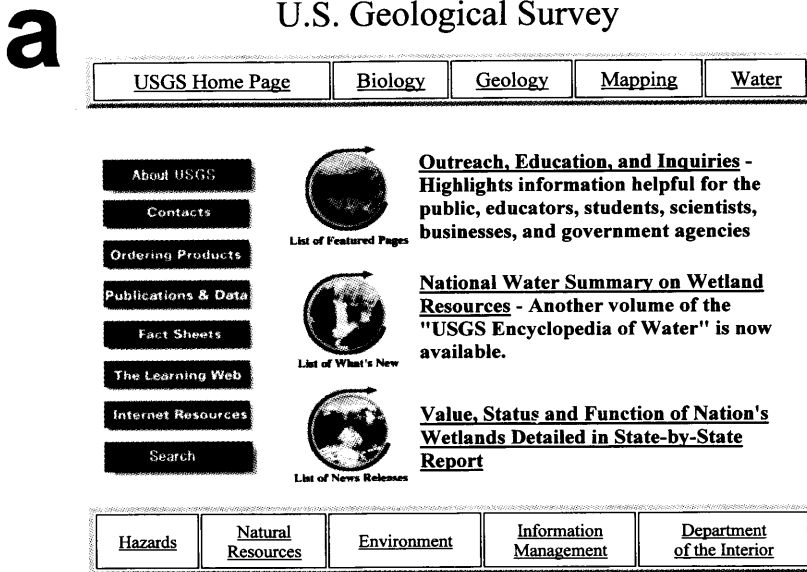 a
U.S. Geological Survey
USGS Home Page
Biology
Geology
Mapping
Water
About USGS
Contacts
Ordering Products
Publications & Data
Fact Sheets
The Learning Web
Internet Resources
Search
List of Featured Pages
Outreach, Education, and Inquiries -
Highlights information helpful for the
public, educators, students, scientists,
businesses, and government agencies
List of What's New
National Water Summary on Wetland
Resources - Another volume of the
"USGS Encyclopedia of Water" is now
available.
List of News Releases
Value, Status and Function of Nation's
Wetlands Detailed in State-by-State
Report
Hazards
Natural
Resources
Environment
Information
Management
Department
of the Interior